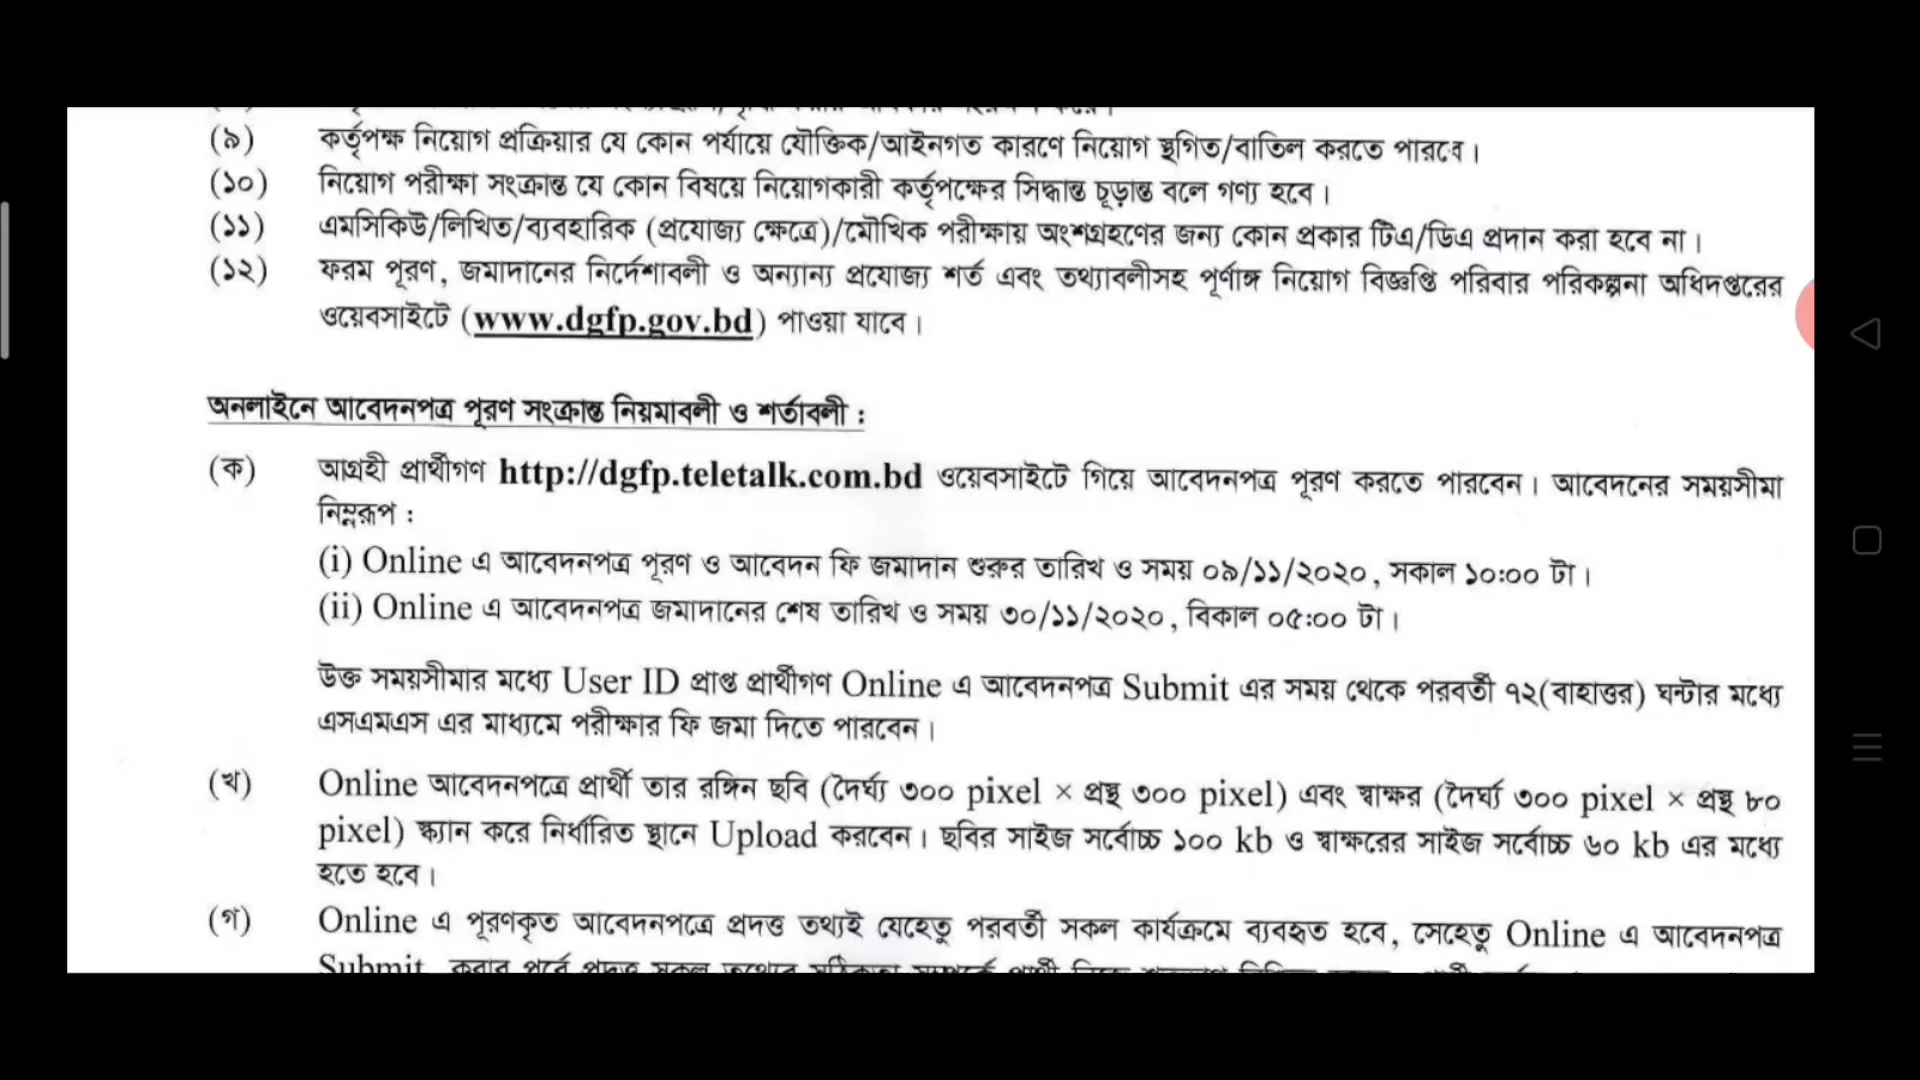 (৯) কর্তৃপক্ষ নিয়োগ প্রক্রিয়ার যে কোন পর্যায়ে যৌক্তিক/আইনগত কারণে নিয়োগ স্থগিত/বাতিল করতে পারবে।
(১০) নিয়োগ পরীক্ষা সংক্রান্ত যে কোন বিষয়ে নিয়োগকারী কর্তৃপক্ষের সিদ্ধান্ত চূড়ান্ত বলে গণ্য হবে।
(১১) এমসিকিউ/লিখিত/ব্যবহারিক (প্রযোজ্য ক্ষেত্রে)/মৌখিক পরীক্ষায় অংশগ্রহণের জন্য কোন প্রকার টিএ/ডিএ প্রদান করা হবে না।
(১২) ফরম পূরণ, জমাদানের নির্দেশাবলী ও অন্যান্য প্রযোজ্য শর্ত এবং তথ্যাবলীসহ পূর্ণাঙ্গ নিয়োগ বিজ্ঞপ্তি পরিবার পরিকল্পনা অধিদপ্তরের
ওয়েবসাইটে (www.dgfp.gov.bd) পাওয়া যাবে।
অনলাইনে আবেদনপত্র পূরণ সংক্রান্ত নিয়মাবলী ও শর্তাবলী :
(ক) আগ্রহী প্রার্থীগণ http://dgfp.teletalk.com.bd ওয়েবসাইটে গিয়ে আবেদনপত্র পূরণ করতে পারবেন। আবেদনের সময়সীমা
নিম্নরূপ :
(i) Online এ আবেদনপত্র পূরণ ও আবেদন ফি জমাদান শুরুর তারিখ ও সময় ০৯/১১/২০২০, সকাল ১০:০০ টা।
(ii) Online এ আবেদনপত্র জমাদানের শেষ তারিখ ও সময় ৩০/১১/২০২০, বিকাল ০৫:০০ টা।
উক্ত সময়সীমার মধ্যে User ID প্রাপ্ত প্রার্থীগণ Online এ আবেদনপত্র Submit এর সময় থেকে পরবর্তী ৭২(বাহাত্তর) ঘন্টার মধ্যে
এসএমএস এর মাধ্যমে পরীক্ষার ফি জমা দিতে পারবেন।
(খ) Online আবেদনপত্রে প্রার্থী তার রঙ্গিন ছবি (দৈর্ঘ্য ৩০০ pixel × প্রস্থ ৩০০ pixel) এবং স্বাক্ষর (দৈর্ঘ্য ৩০০ pixel × প্রস্থ ৮০
pixel) স্ক্যান করে নির্ধারিত স্থানে Upload করবেন। ছবির সাইজ সর্বোচ্চ ১০০ kb ও স্বাক্ষরের সাইজ সর্বোচ্চ ৬০ kb এর মধ্যে
হতে হবে।
(গ) Online এ পূরণকৃত আবেদনপত্রে প্রদত্ত তথ্যই যেহেতু পরবর্তী সকল কার্যক্রমে ব্যবহৃত হবে, সেহেতু Online এ আবেদনপত্র
Submit করার পূর্বে প্রদত্ত সকল তথ্যের সঠিকতা সম্পর্কে প্রার্থী